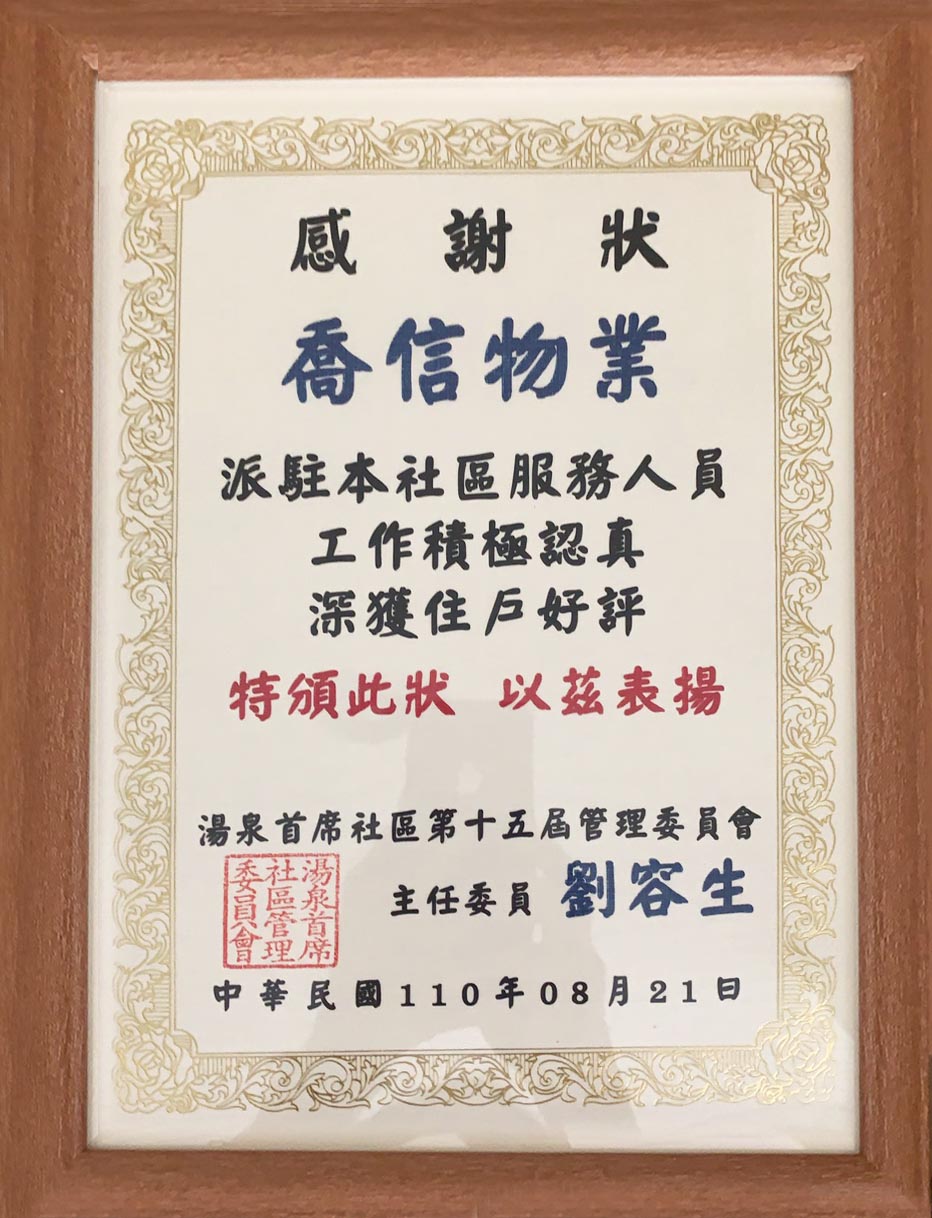 感謝狀
喬信物業
派駐本社區服務人員
工作積極認真
深獲住戶好評
特頒此狀 以茲表揚
湯泉首席社區第十五屆管理委員會
主任委員 劉容生
湯泉首席
社區管理
委員會
中華民國110年08月21日